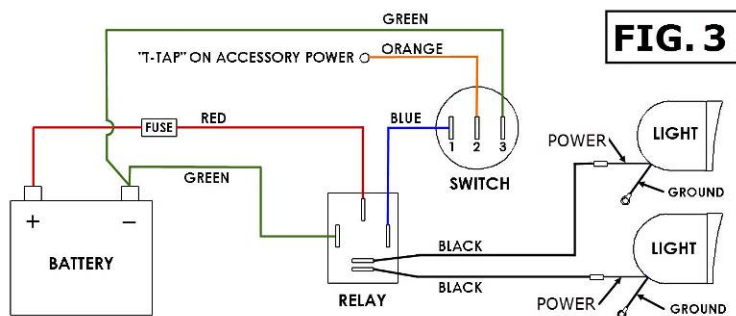 GREEN
FIG. 3
"T-TAP" ON ACCESSORY POWER
ORANGE
FUSE
RED
BLUE
1 2 3
SWITCH
POWER
LIGHT
GROUND
GREEN
+ −
BATTERY
RELAY
BLACK
BLACK
LIGHT
POWER
GROUND